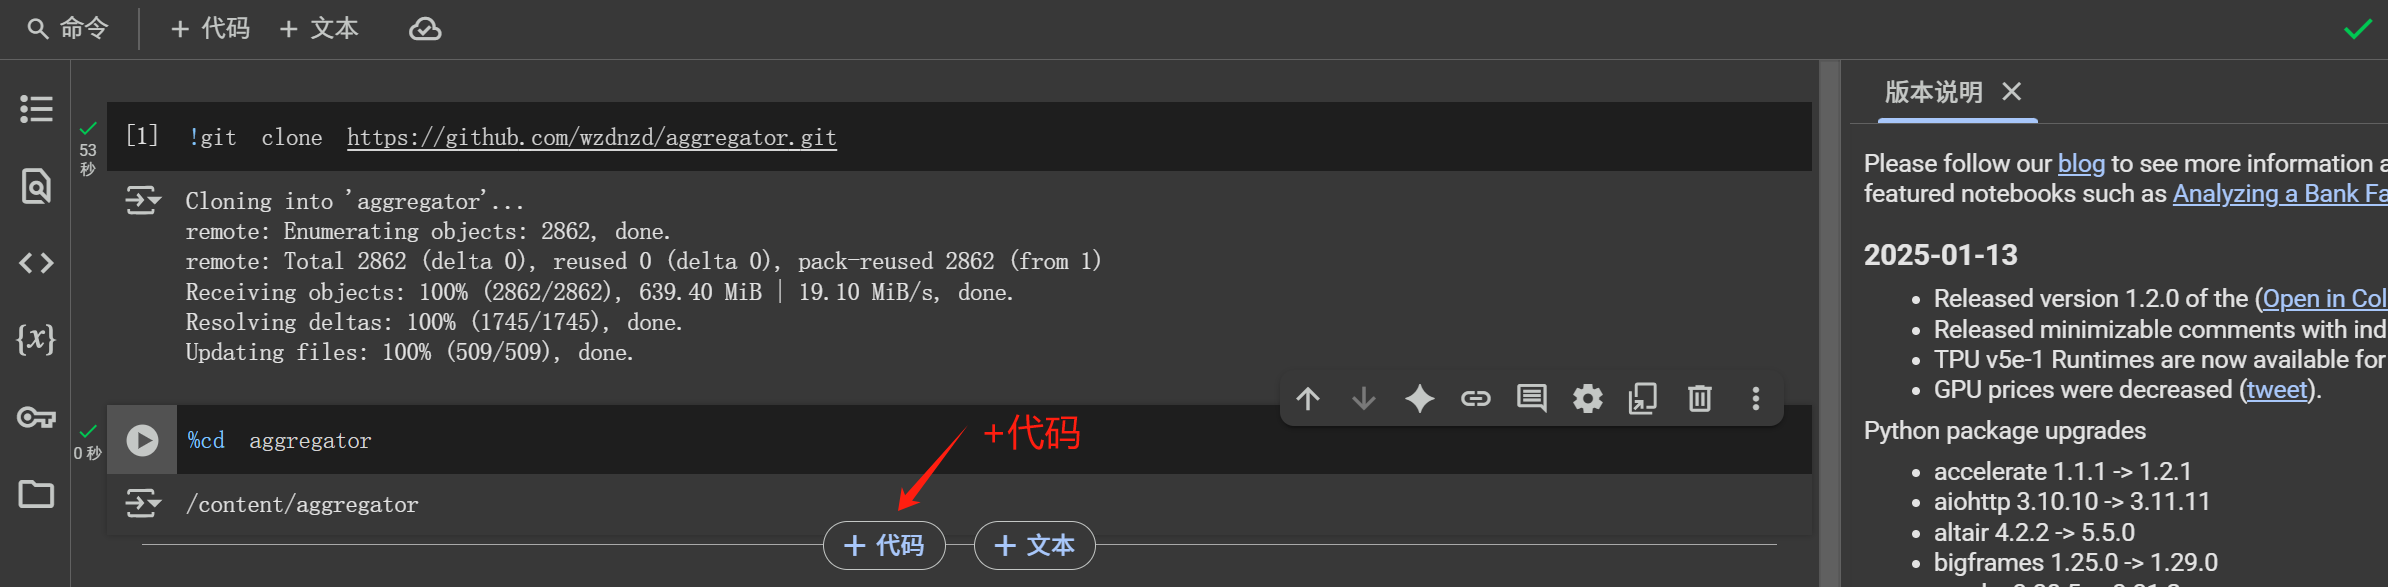 命令
+ 代码 + 文本
[1] !git clone https://github.com/wzdnzd/aggregator.git
53
秒
Cloning into 'aggregator'...
remote: Enumerating objects: 2862, done.
remote: Total 2862 (delta 0), reused 0 (delta 0), pack-reused 2862 (from 1)
Receiving objects: 100% (2862/2862), 639.40 MiB | 19.10 MiB/s, done.
Resolving deltas: 100% (1745/1745), done.
Updating files: 100% (509/509), done.
{x}
0 秒
%cd aggregator
+代码
/content/aggregator
+ 代码
+ 文本
版本说明
Please follow our blog to see more information a
featured notebooks such as Analyzing a Bank Fa
2025-01-13
• Released version 1.2.0 of the (Open in Col
• Released minimizable comments with ind
• TPU v5e-1 Runtimes are now available for
• GPU prices were decreased (tweet).
Python package upgrades
• accelerate 1.1.1 -> 1.2.1
• aiohttp 3.10.10 -> 3.11.11
• altair 4.2.2 -> 5.5.0
• bigframes 1.25.0 -> 1.29.0